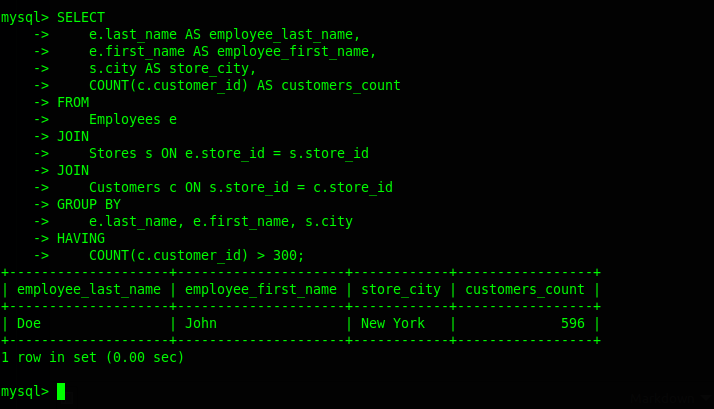 mysql> SELECT
    ->     e.last_name AS employee_last_name,
    ->     e.first_name AS employee_first_name,
    ->     s.city AS store_city,
    ->     COUNT(c.customer_id) AS customers_count
    -> FROM
    ->     Employees e
    -> JOIN
    ->     Stores s ON e.store_id = s.store_id
    -> JOIN
    ->     Customers c ON s.store_id = c.store_id
    -> GROUP BY
    ->     e.last_name, e.first_name, s.city
    -> HAVING
    ->     COUNT(c.customer_id) > 300;
+--------------------+---------------------+------------+-----------------+
| employee_last_name | employee_first_name | store_city | customers_count |
+--------------------+---------------------+------------+-----------------+
| Doe                | John                | New York   |             596 |
+--------------------+---------------------+------------+-----------------+
1 row in set (0.00 sec)
mysql>